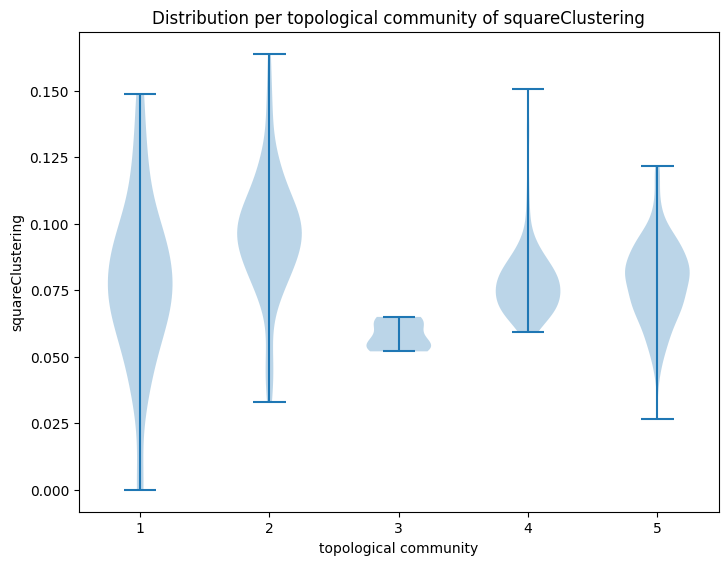 Distribution per topological community of squareClustering
squareClustering
0.150
0.125
0.100
0.075
0.050
0.025
0.000
1 2 3 4 5
topological community